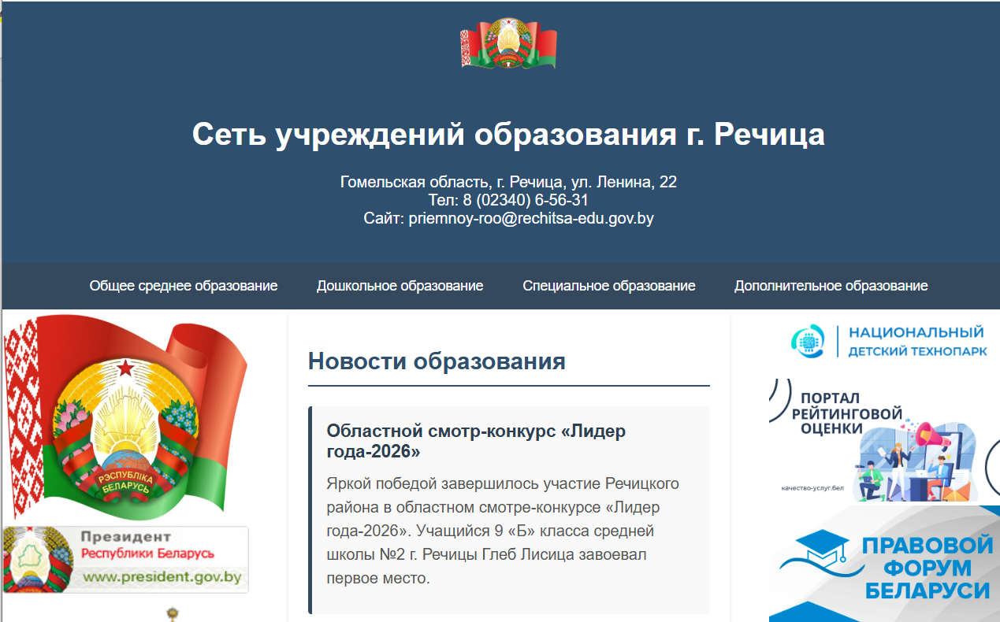 Сеть учреждений образования г. Речица
Гомельская область, г. Речица, ул. Ленина, 22
Тел: 8 (02340) 6-56-31
Сайт: priemnoy-roo@rechitsa-edu.gov.by
Общее среднее образование
Дошкольное образование
Специальное образование
Дополнительное образование
РЭСПУБЛІКА
БЕЛАРУСЬ
Президент
Республики Беларусь
www.president.gov.by
Новости образования
Областной смотр-конкурс «Лидер
года-2026»
Яркой победой завершилось участие Речицкого
района в областном смотре-конкурсе «Лидер
года-2026». Учащийся 9 «Б» класса средней
школы №2 г. Речицы Глеб Лисица завоевал
первое место.
НАЦИОНАЛЬНЫЙ
ДЕТСКИЙ ТЕХНОПАРК
ПОРТАЛ
РЕЙТИНГОВОЙ
ОЦЕНКИ
качество-услуг.бел
ПРАВОВОЙ
ФОРУМ
БЕЛАРУСИ